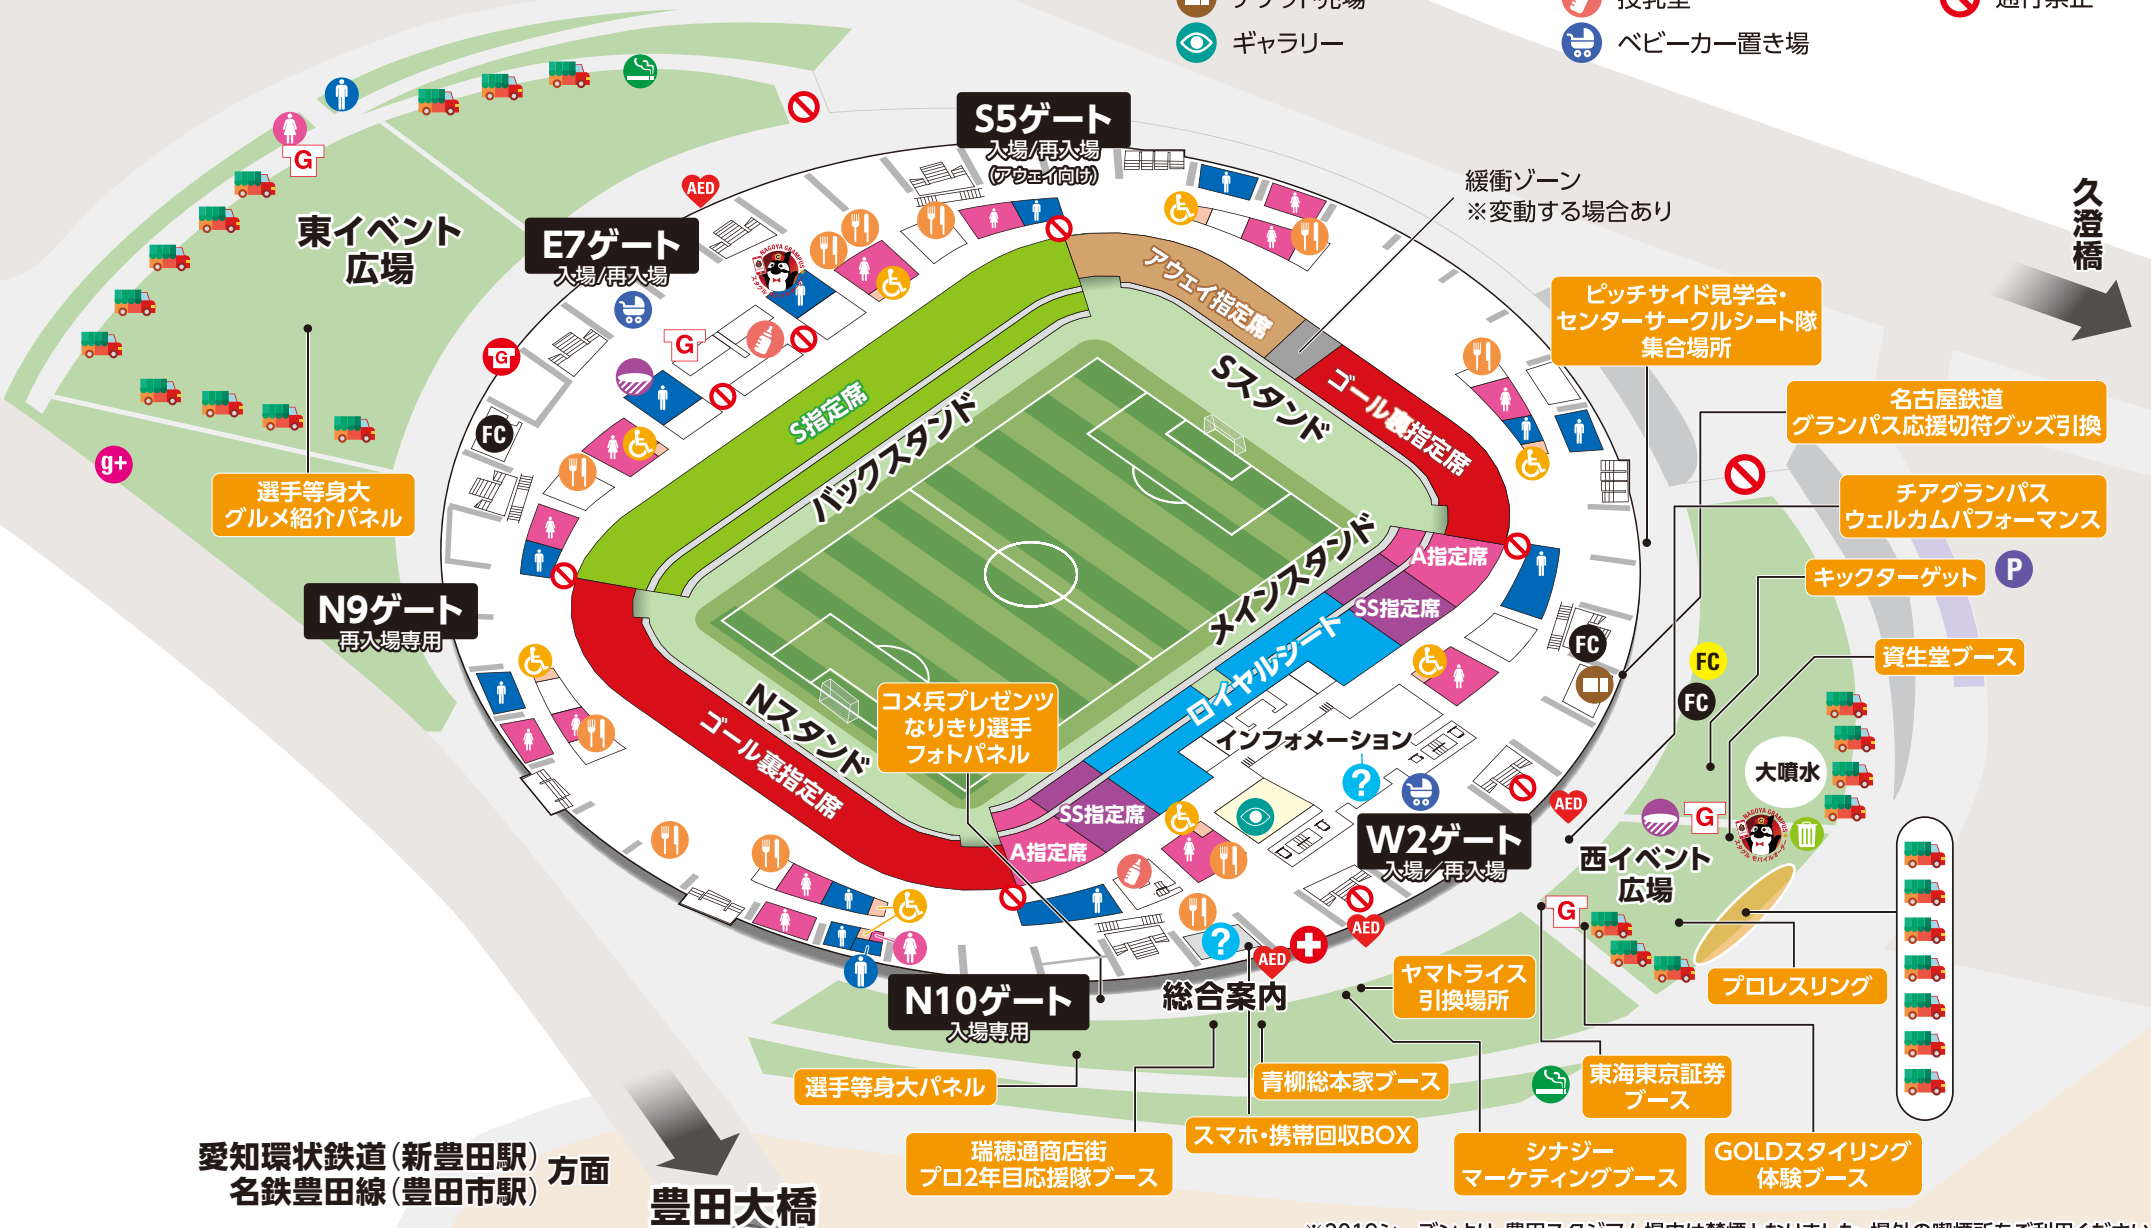 ギャラリー
ベビーカー置き場
S5ゲート
入場/再入場
(アウェイ向け)
緩衝ゾーン
※変動する場合あり
久澄橋
AED
G
東イベント
広場
E7ゲート
入場/再入場
アウェイ指定席
ピッチサイド見学会・
センターサークルシート隊
集合場所
G
G
Sスタンド
ゴール裏指定席
名古屋鉄道
グランパス応援切符グッズ引換
S指定席
バックスタンド
FC
g+
選手等身大
グルメ紹介パネル
チアグランパス
ウェルカムパフォーマンス
メインスタンド
A指定席
SS指定席
キックターゲット
P
N9ゲート
再入場専用
ロイヤルシート
FC
FC
FC
資生堂ブース
Nスタンド
ゴール裏指定席
コメ兵プレゼンツ
なりきり選手
フォトパネル
インフォメーション
?
大噴水
SS指定席
A指定席
W2ゲート
入場/再入場
AED
G
西イベント
広場
G
AED
?
AED
N10ゲート
入場専用
総合案内
ヤマトライス
引換場所
プロレスリング
選手等身大パネル
青柳総本家ブース
東海東京証券
ブース
スマホ・携帯回収BOX
瑞穂通商店街
プロ2年目応援隊ブース
シナジー
マーケティングブース
GOLDスタイリング
体験ブース
愛知環状鉄道(新豊田駅)
名鉄豊田線(豊田市駅)
方面
豊田大橋